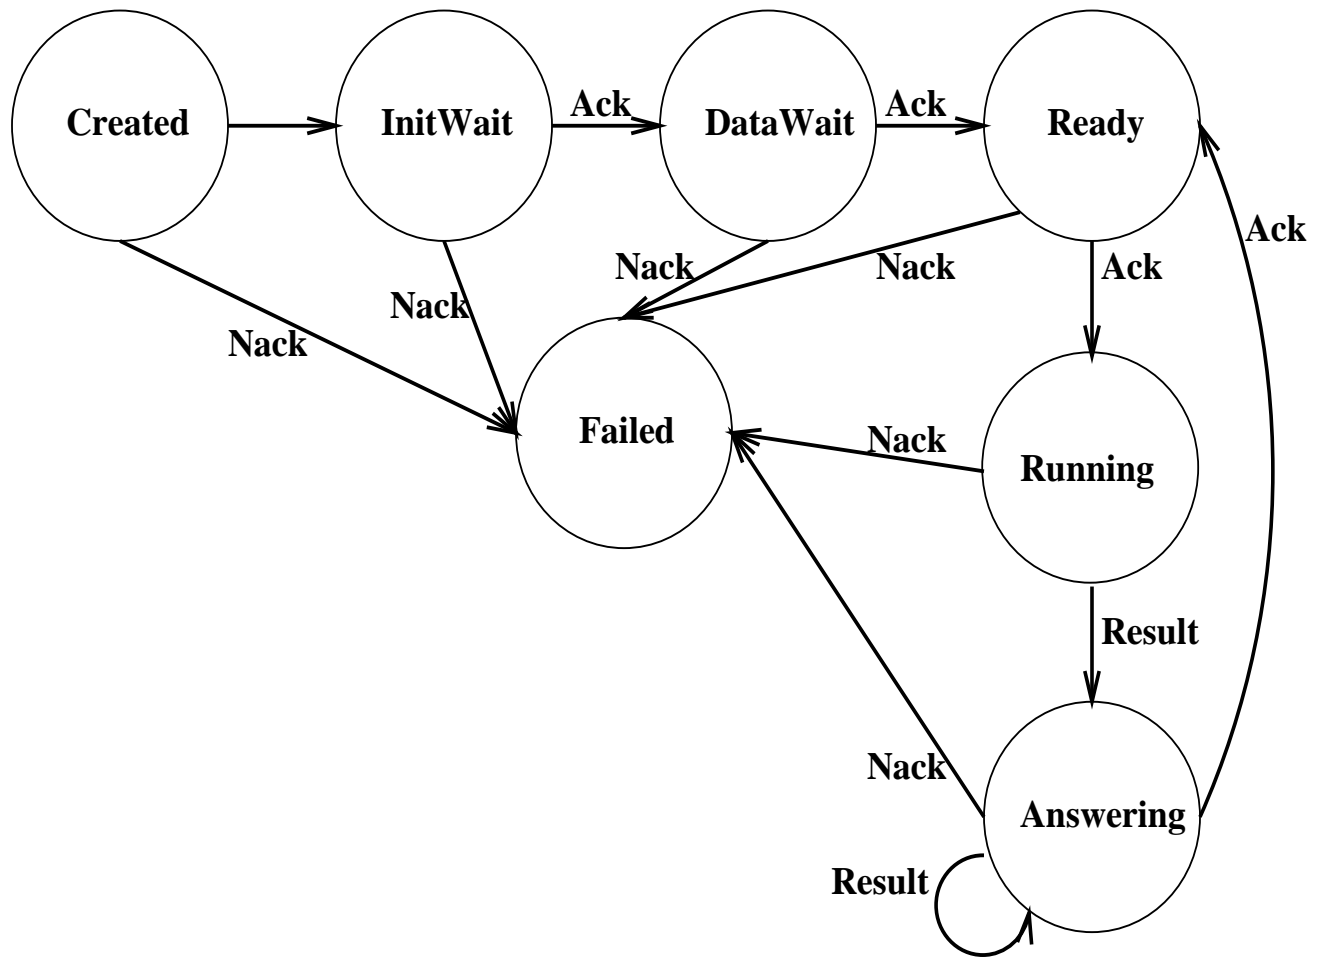 Created
InitWait
Ack
DataWait
Ack
Ready
Ack
Nack
Nack
Ack
Nack
Nack
Failed
Nack
Running
Result
Nack
Answering
Result